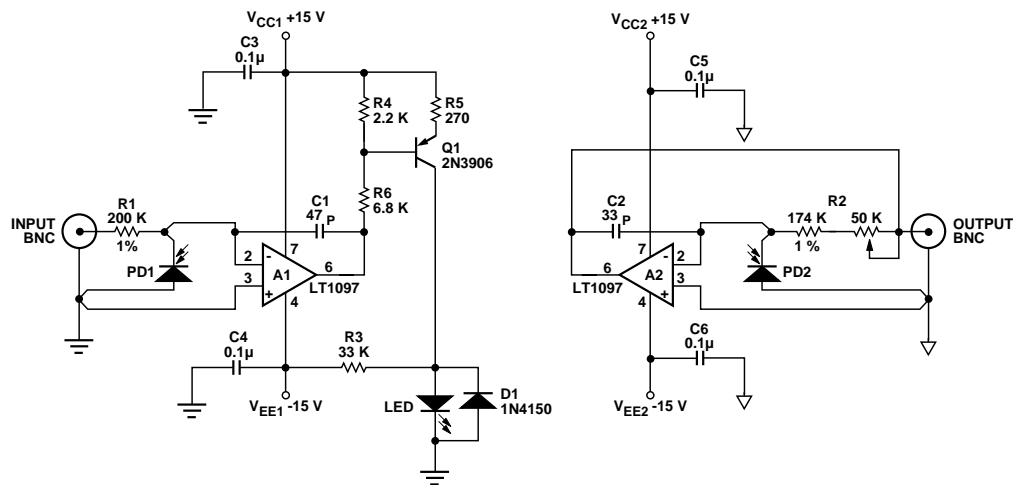 VCC1 +15 V
C3
0.1µ
R4
2.2 K
R5
270
Q1
2N3906
R6
6.8 K
C1
47 P
INPUT
BNC
R1
200 K
1%
PD1
2
-
7
A1
6
LT1097
3
+
4
C4
0.1µ
R3
33 K
VEE1 -15 V
LED
D1
1N4150
VCC2 +15 V
C5
0.1µ
C2
33 P
R2
174 K
1 %
50 K
OUTPUT
BNC
7
-
2
6
A2
LT1097
3
+
4
PD2
C6
0.1µ
VEE2 -15 V